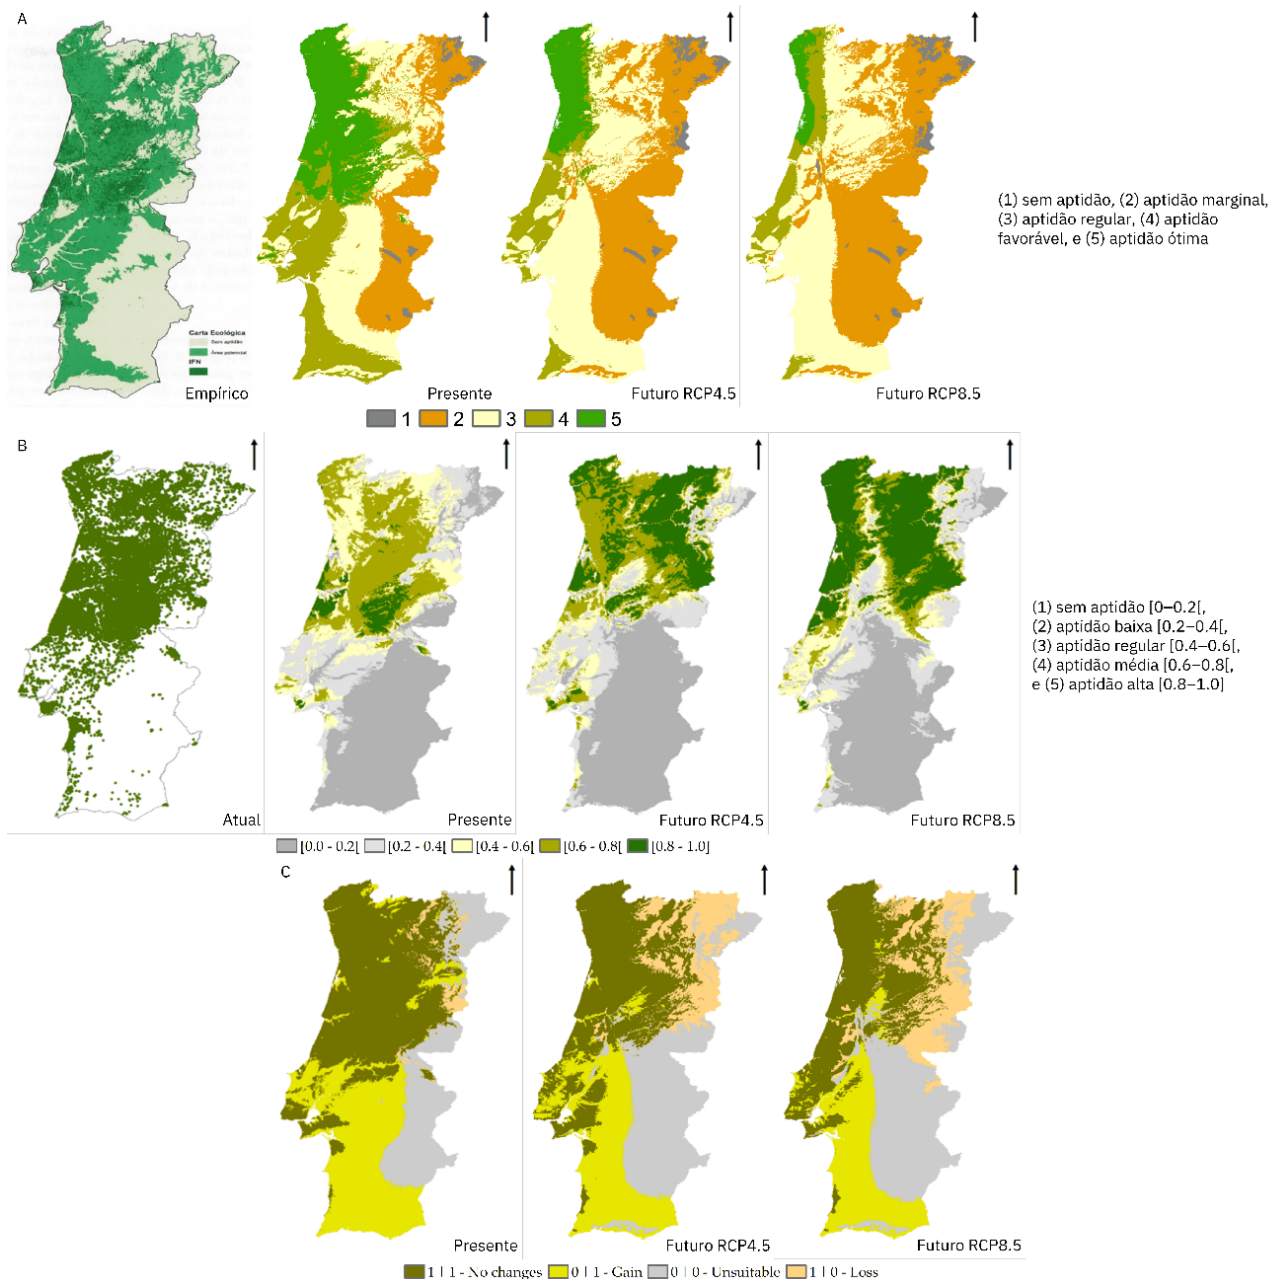 A
Carta Ecológica
Sem aptidão
Área potencial
IFN
Empírico
Presente
Futuro RCP4.5
Futuro RCP8.5
(1) sem aptidão, (2) aptidão marginal,
(3) aptidão regular, (4) aptidão
favorável, e (5) aptidão ótima
1 2 3 4 5
B
Atual
Presente
Futuro RCP4.5
Futuro RCP8.5
(1) sem aptidão [0–0.2[,
(2) aptidão baixa [0.2–0.4[,
(3) aptidão regular [0.4–0.6[,
(4) aptidão média [0.6–0.8[,
e (5) aptidão alta [0.8–1.0]
[0.0 - 0.2[ [0.2 - 0.4[ [0.4 - 0.6[ [0.6 - 0.8[ [0.8 - 1.0]
C
Presente
Futuro RCP4.5
Futuro RCP8.5
1 | 1 - No changes 0 | 1 - Gain 0 | 0 - Unsuitable 1 | 0 - Loss